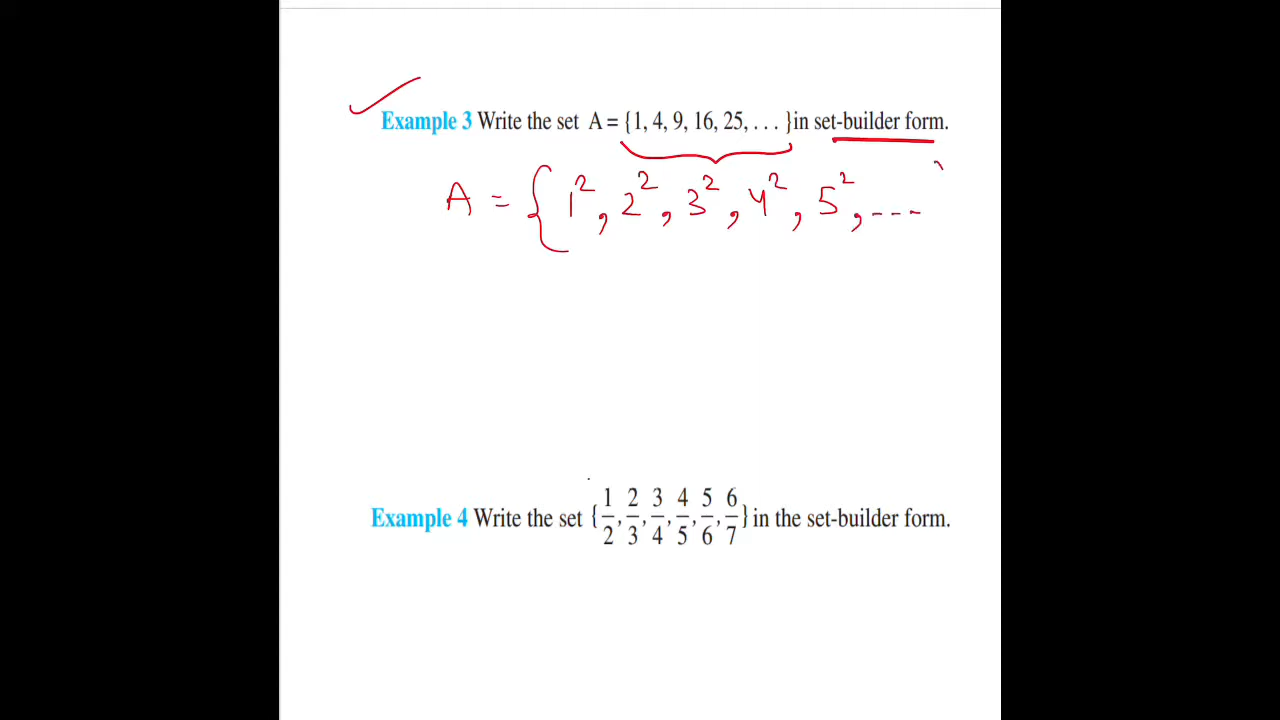 Example 3 Write the set A = {1, 4, 9, 16, 25, . . . }in set-builder form.
A = { 1², 2², 3², 4², 5², ---
Example 4 Write the set {1/2, 2/3, 3/4, 4/5, 5/6, 6/7} in the set-builder form.